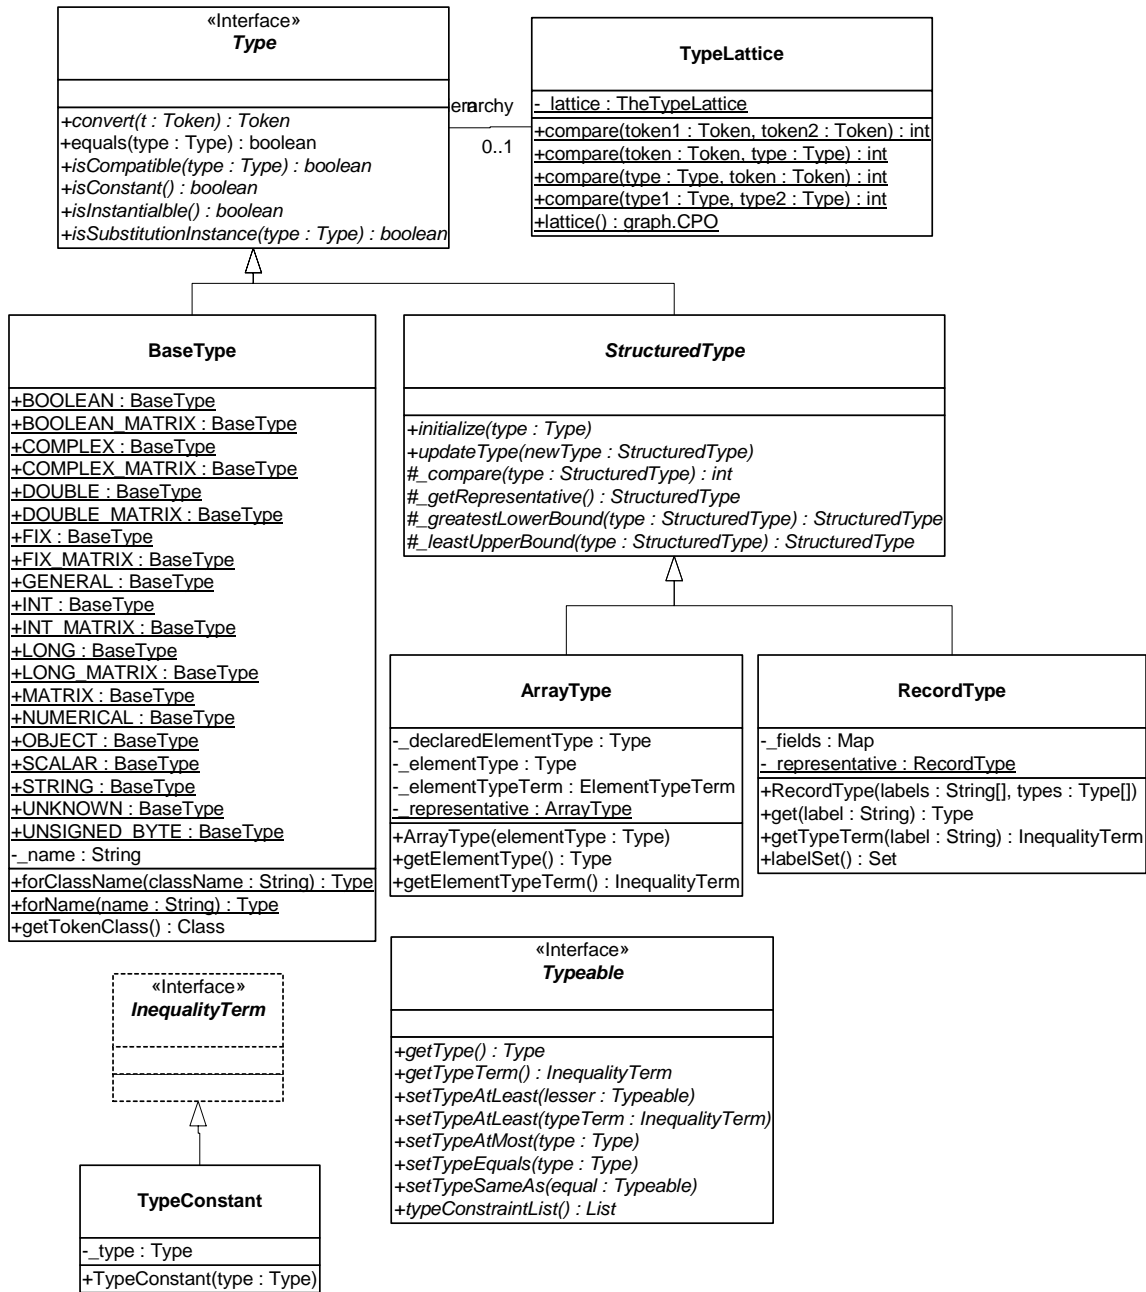 «Interface»
Type
+convert(t : Token) : Token
+equals(type : Type) : boolean
+isCompatible(type : Type) : boolean
+isConstant() : boolean
+isInstantialble() : boolean
+isSubstitutionInstance(type : Type) : boolean
erarchy
0..1
TypeLattice
-_lattice : TheTypeLattice
+compare(token1 : Token, token2 : Token) : int
+compare(token : Token, type : Type) : int
+compare(type : Type, token : Token) : int
+compare(type1 : Type, type2 : Type) : int
+lattice() : graph.CPO
BaseType
+BOOLEAN : BaseType
+BOOLEAN_MATRIX : BaseType
+COMPLEX : BaseType
+COMPLEX_MATRIX : BaseType
+DOUBLE : BaseType
+DOUBLE_MATRIX : BaseType
+FIX : BaseType
+FIX_MATRIX : BaseType
+GENERAL : BaseType
+INT : BaseType
+INT_MATRIX : BaseType
+LONG : BaseType
+LONG_MATRIX : BaseType
+MATRIX : BaseType
+NUMERICAL : BaseType
+OBJECT : BaseType
+SCALAR : BaseType
+STRING : BaseType
+UNKNOWN : BaseType
+UNSIGNED_BYTE : BaseType
-_name : String
+forClassName(className : String) : Type
+forName(name : String) : Type
+getTokenClass() : Class
StructuredType
+initialize(type : Type)
+updateType(newType : StructuredType)
#_compare(type : StructuredType) : int
#_getRepresentative() : StructuredType
#_greatestLowerBound(type : StructuredType) : StructuredType
#_leastUpperBound(type : StructuredType) : StructuredType
ArrayType
-_declaredElementType : Type
-_elementType : Type
-_elementTypeTerm : ElementTypeTerm
-_representative : ArrayType
+ArrayType(elementType : Type)
+getElementType() : Type
+getElementTypeTerm() : InequalityTerm
RecordType
-_fields : Map
-_representative : RecordType
+RecordType(labels : String[], types : Type[])
+get(label : String) : Type
+getTypeTerm(label : String) : InequalityTerm
+labelSet() : Set
«Interface»
InequalityTerm
TypeConstant
-_type : Type
+TypeConstant(type : Type)
«Interface»
Typeable
+getType() : Type
+getTypeTerm() : InequalityTerm
+setTypeAtLeast(lesser : Typeable)
+setTypeAtLeast(typeTerm : InequalityTerm)
+setTypeAtMost(type : Type)
+setTypeEquals(type : Type)
+setTypeSameAs(equal : Typeable)
+typeConstraintList() : List